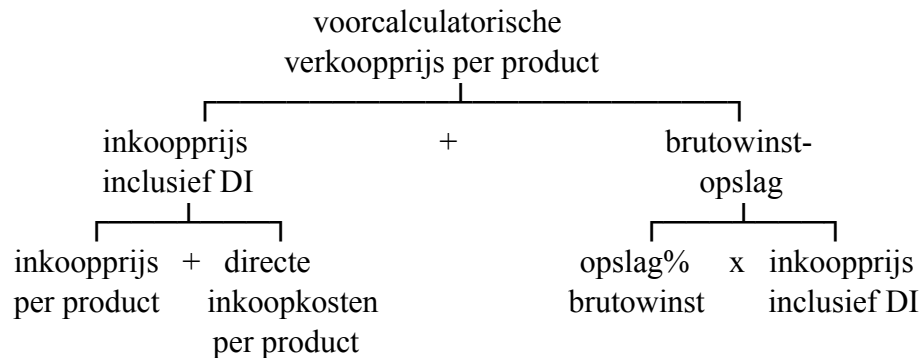 voorcalculatorische
verkoopprijs per product
inkoopprijs + brutowinst-
inclusief DI opslag
inkoopprijs + directe opslag% x inkoopprijs
per product inkoopkosten brutowinst inclusief DI
per product